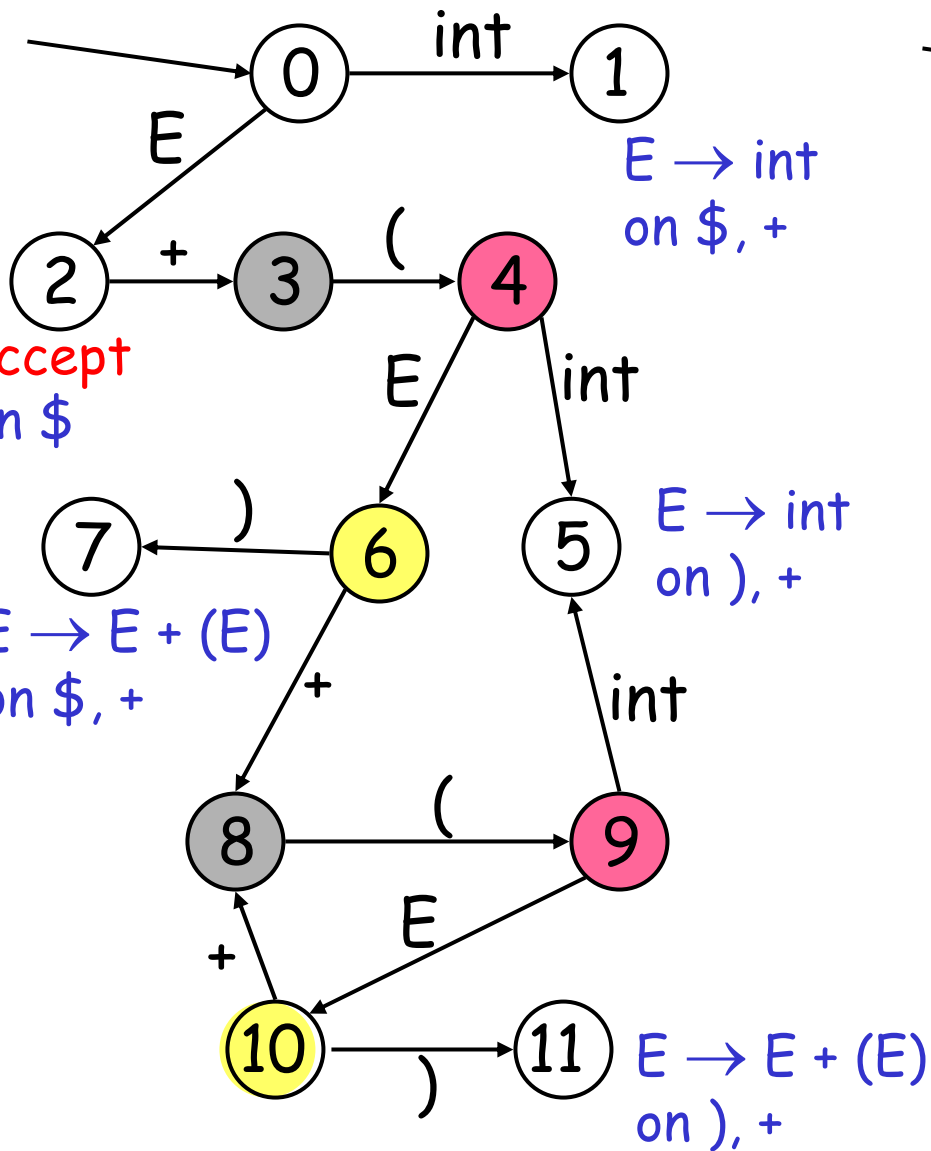 int
0
1
E
E → int
on $, +
+
(
2
3
4
ccept
n $
E
int
)
7
6
5
E → int
on ), +
E → E + (E)
on $, +
+
int
(
8
9
E
+
10
11
)
E → E + (E)
on ), +